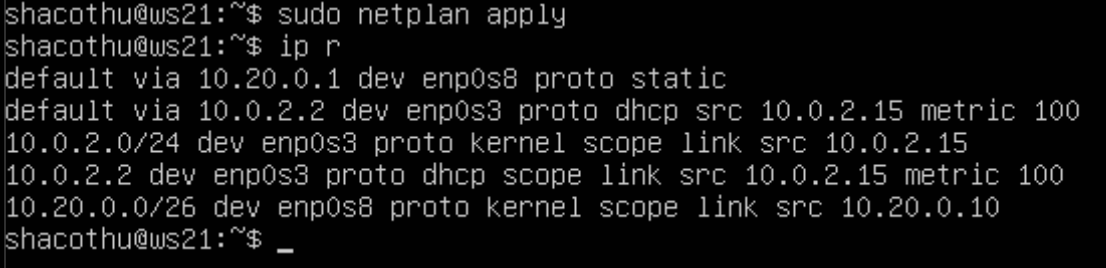 shacothu@ws21:~$ sudo netplan apply
shacothu@ws21:~$ ip r
default via 10.20.0.1 dev enp0s8 proto static
default via 10.0.2.2 dev enp0s3 proto dhcp src 10.0.2.15 metric 100
10.0.2.0/24 dev enp0s3 proto kernel scope link src 10.0.2.15
10.0.2.2 dev enp0s3 proto dhcp scope link src 10.0.2.15 metric 100
10.20.0.0/26 dev enp0s8 proto kernel scope link src 10.20.0.10
shacothu@ws21:~$ _